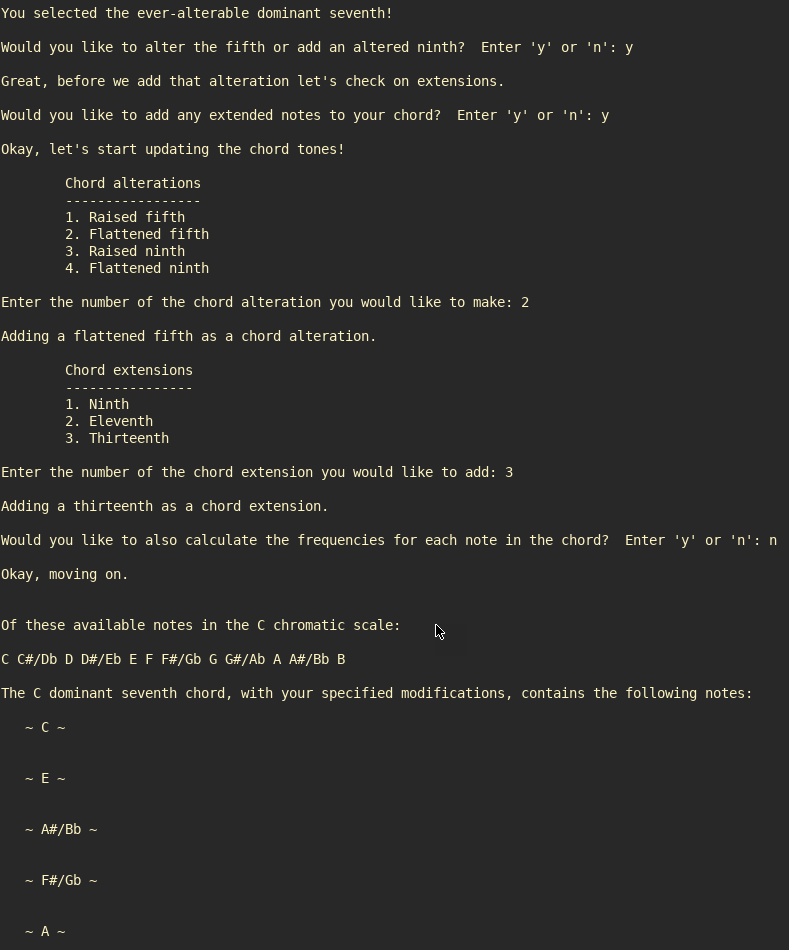 You selected the ever-alterable dominant seventh!
Would you like to alter the fifth or add an altered ninth?  Enter 'y' or 'n': y
Great, before we add that alteration let's check on extensions.
Would you like to add any extended notes to your chord?  Enter 'y' or 'n': y
Okay, let's start updating the chord tones!
Chord alterations
-----------------
1. Raised fifth
2. Flattened fifth
3. Raised ninth
4. Flattened ninth
Enter the number of the chord alteration you would like to make: 2
Adding a flattened fifth as a chord alteration.
Chord extensions
----------------
1. Ninth
2. Eleventh
3. Thirteenth
Enter the number of the chord extension you would like to add: 3
Adding a thirteenth as a chord extension.
Would you like to also calculate the frequencies for each note in the chord?  Enter 'y' or 'n': n
Okay, moving on.
Of these available notes in the C chromatic scale:
C C#/Db D D#/Eb E F F#/Gb G G#/Ab A A#/Bb B
The C dominant seventh chord, with your specified modifications, contains the following notes:
~ C ~
~ E ~
~ A#/Bb ~
~ F#/Gb ~
~ A ~